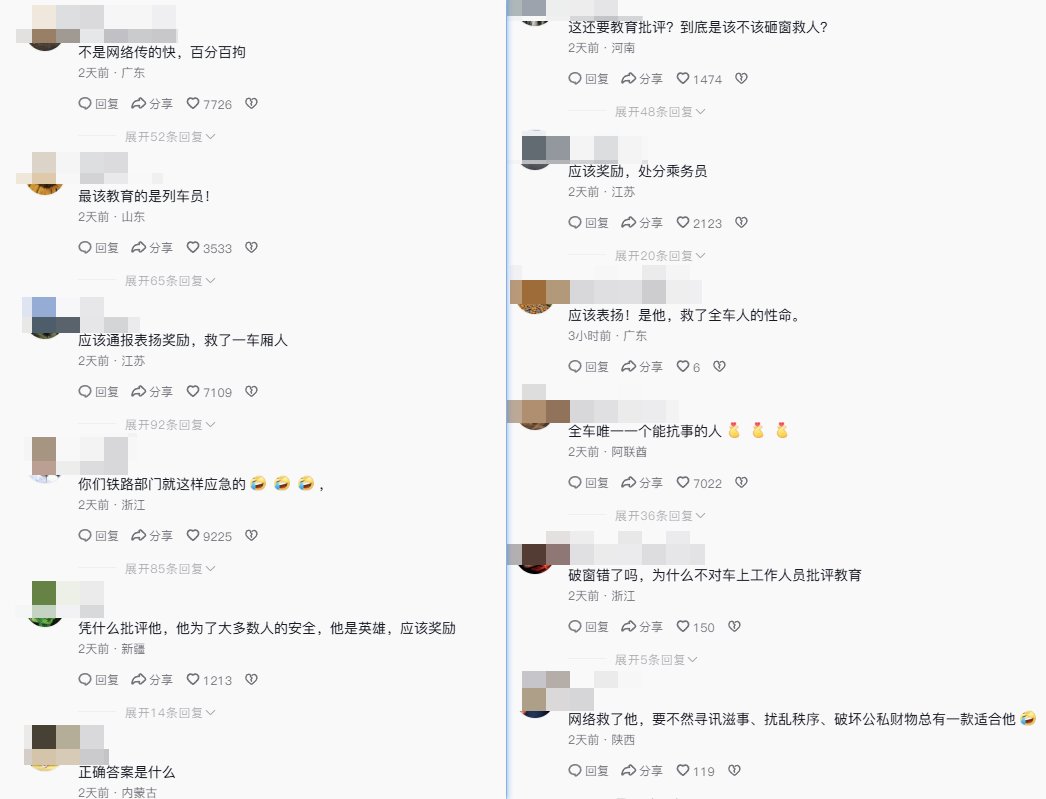 不是网络传的快，百分百拘
2天前 · 广东
回复 分享 7726
展开52条回复
最该教育的是列车员！
2天前 · 山东
回复 分享 3533
展开65条回复
应该通报表扬奖励，救了一车厢人
2天前 · 江苏
回复 分享 7109
展开92条回复
你们铁路部门就这样应急的🤣🤣🤣，
2天前 · 浙江
回复 分享 9225
展开85条回复
凭什么批评他，他为了大多数人的安全，他是英雄，应该奖励
2天前 · 新疆
回复 分享 1213
展开14条回复
正确答案是什么
2天前 · 内蒙古
这还要教育批评？到底是该不该砸窗救人？
2天前 · 河南
回复 分享 1474
展开48条回复
应该奖励，处分乘务员
2天前 · 江苏
回复 分享 2123
展开20条回复
应该表扬！是他，救了全车人的性命。
3小时前 · 广东
回复 分享 6
全车唯一一个能抗事的人
2天前 · 阿联酋
回复 分享 7022
展开36条回复
破窗错了吗，为什么不对车上工作人员批评教育
2天前 · 浙江
回复 分享 150
展开5条回复
网络救了他，要不然寻讯滋事、扰乱秩序、破坏公私财物总有一款适合他🤣
2天前 · 陕西
回复 分享 119